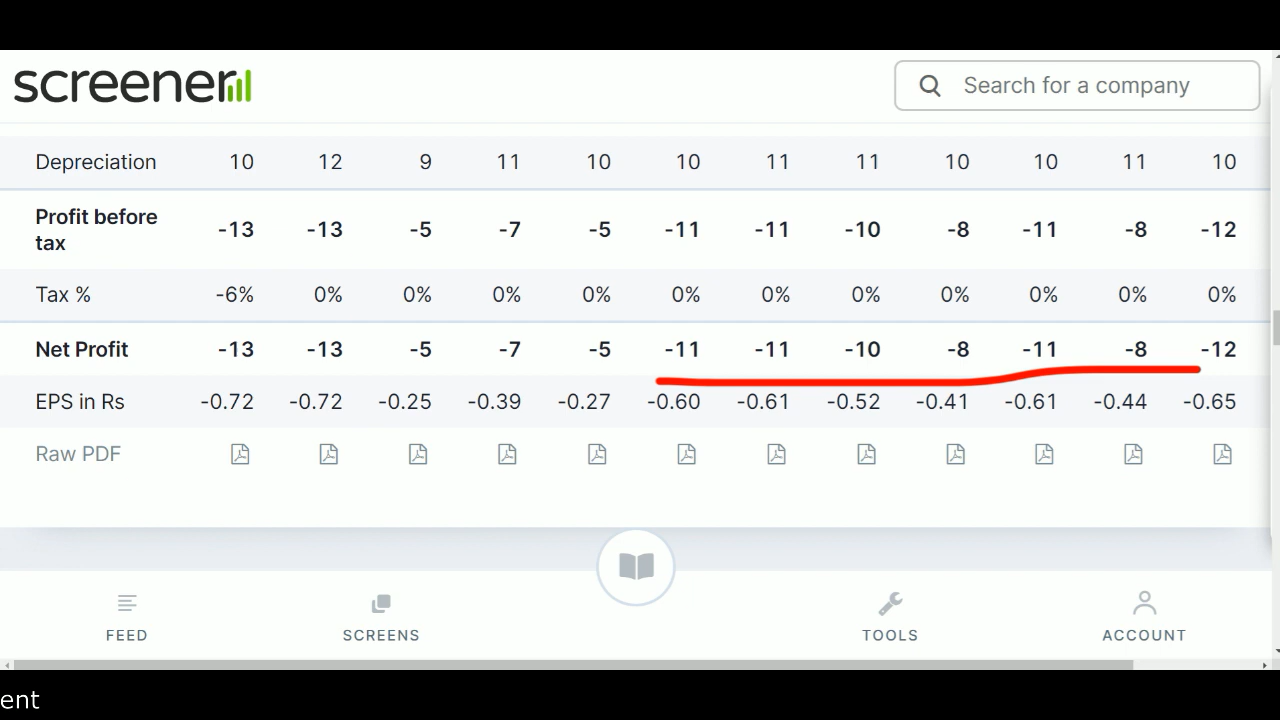 screener
Search for a company
Depreciation 10 12 9 11 10 10 11 11 10 10 11 10
Profit before
tax -13 -13 -5 -7 -5 -11 -11 -10 -8 -11 -8 -12
Tax % -6% 0% 0% 0% 0% 0% 0% 0% 0% 0% 0% 0%
Net Profit -13 -13 -5 -7 -5 -11 -11 -10 -8 -11 -8 -12
EPS in Rs -0.72 -0.72 -0.25 -0.39 -0.27 -0.60 -0.61 -0.52 -0.41 -0.61 -0.44 -0.65
Raw PDF
FEED SCREENS TOOLS ACCOUNT
ent